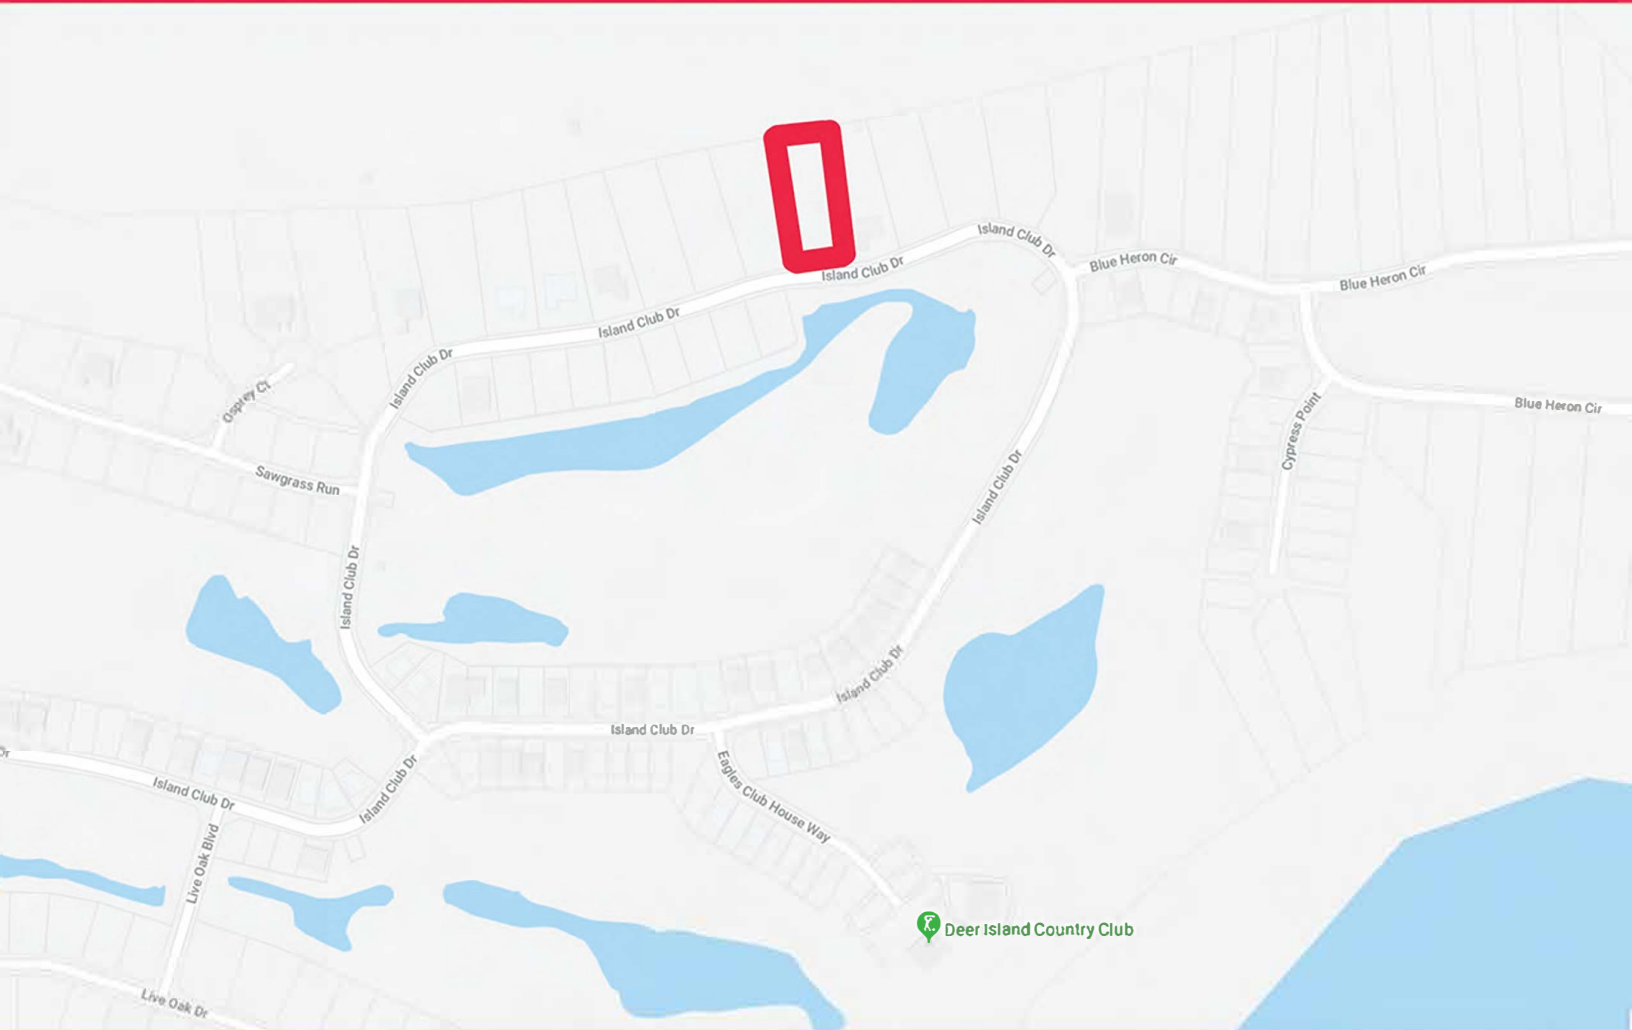 Island Club Dr
Blue Heron Cir
Island Club Dr
Blue Heron Cir
Island Club Dr
Island Club Dr
Osprey Ct
Blue Heron Cir
Cypress Point
Sawgrass Run
Island Club Dr
Island Club Dr
Island Club Dr
Island Club Dr
Dr
Island Club Dr
Island Club Dr
Eagles Club House Way
Live Oak Blvd
Deer Island Country Club
Live Oak Dr